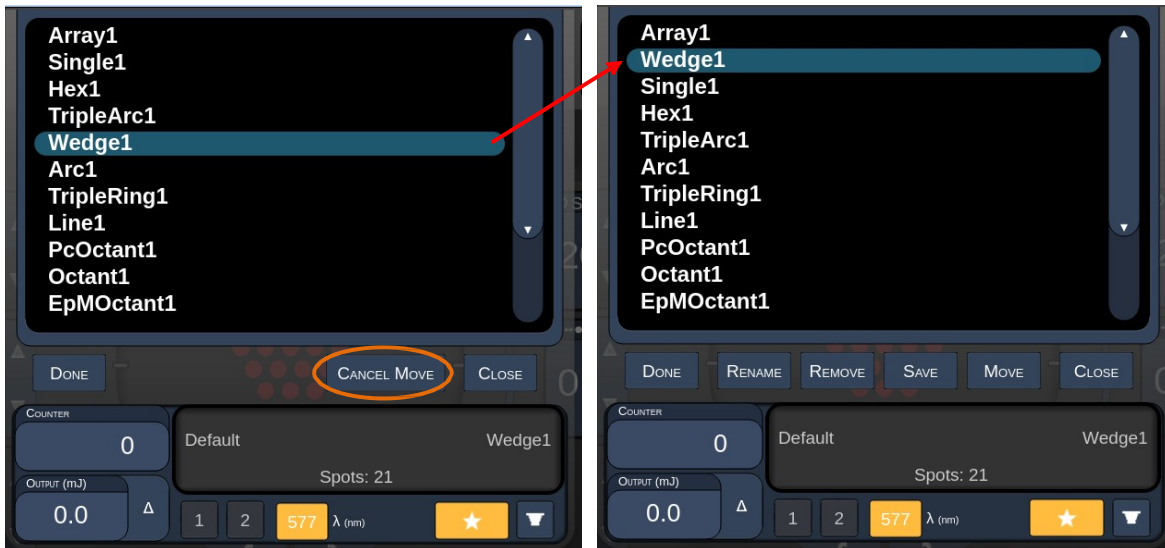 Array1
Single1
Hex1
TripleArc1
Wedge1
Arc1
TripleRing1
Line1
PcOctant1
Octant1
EpMOctant1
DONE CANCEL MOVE CLOSE
COUNTER
0
Default Wedge1
Spots: 21
OUTPUT (mJ)
0.0 Δ
1 2 577 λ (nm)
Array1
Wedge1
Single1
Hex1
TripleArc1
Arc1
TripleRing1
Line1
PcOctant1
Octant1
EpMOctant1
DONE RENAME REMOVE SAVE MOVE CLOSE
COUNTER
0
Default Wedge1
Spots: 21
OUTPUT (mJ)
0.0 Δ
1 2 577 λ (nm)